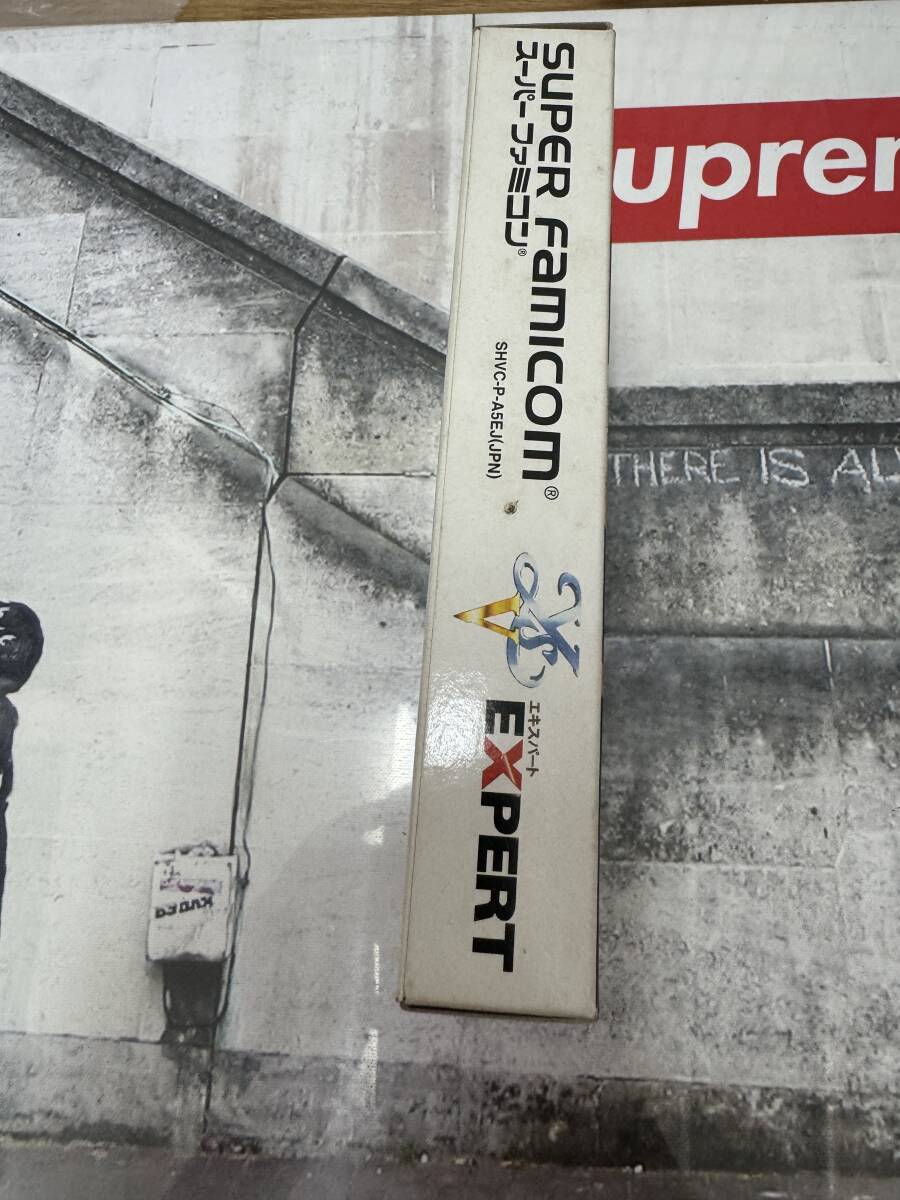 SUPER FAMICOM®
スーパーファミコン®
SHVC-P-A5EJ(JPN)
Ys V
エキスパート
EXPERT
uprem
THERE IS AL